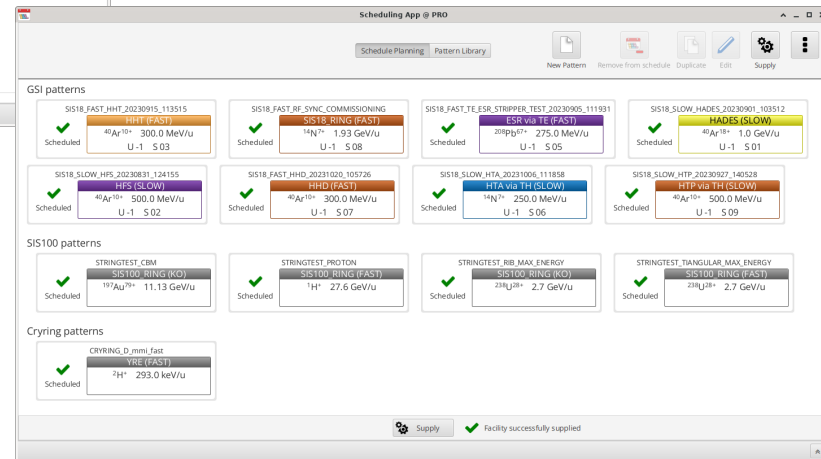 Scheduling App @ PRO
Schedule Planning Pattern Library
New Pattern Remove from schedule Duplicate Edit Supply
GSI patterns
SIS18_FAST_HHT_20230915_113515
HHT (FAST)
Scheduled
⁴⁰Ar¹⁰⁺ 300.0 MeV/u
U -1 S 03
SIS18_FAST_RF_SYNC_COMMISSIONING
SIS18_RING (FAST)
Scheduled
¹⁴N⁷⁺ 1.93 GeV/u
U -1 S 08
SIS18_FAST_TE_ESR_STRIPPER_TEST_20230905_111931
ESR via TE (FAST)
Scheduled
²⁰⁸Pb⁶⁷⁺ 275.0 MeV/u
U -1 S 05
SIS18_SLOW_HADES_20230901_103512
HADES (SLOW)
Scheduled
⁴⁰Ar¹⁸⁺ 1.0 GeV/u
U -1 S 01
SIS18_SLOW_HFS_20230831_124155
HFS (SLOW)
Scheduled
⁴⁰Ar¹⁰⁺ 500.0 MeV/u
U -1 S 02
SIS18_FAST_HHD_20231020_105726
HHD (FAST)
Scheduled
⁴⁰Ar¹⁰⁺ 300.0 MeV/u
U -1 S 07
SIS18_SLOW_HTA_20231006_111858
HTA via TH (SLOW)
Scheduled
¹⁴N⁷⁺ 250.0 MeV/u
U -1 S 06
SIS18_SLOW_HTP_20230927_140528
HTP via TH (SLOW)
Scheduled
⁴⁰Ar¹⁰⁺ 500.0 MeV/u
U -1 S 09
SIS100 patterns
STRINGTEST_CBM
SIS100_RING (KO)
Scheduled
¹⁹⁷Au⁷⁹⁺ 11.13 GeV/u
STRINGTEST_PROTON
SIS100_RING (FAST)
Scheduled
¹H⁺ 27.6 GeV/u
STRINGTEST_RIB_MAX_ENERGY
SIS100_RING (KO)
Scheduled
²³⁸U²⁸⁺ 2.7 GeV/u
STRINGTEST_TIANGULAR_MAX_ENERGY
SIS100_RING (FAST)
Scheduled
²³⁸U²⁸⁺ 2.7 GeV/u
Cryring patterns
CRYRING_D_mmi_fast
YRE (FAST)
Scheduled
²H⁺ 293.0 keV/u
Supply Facility successfully supplied